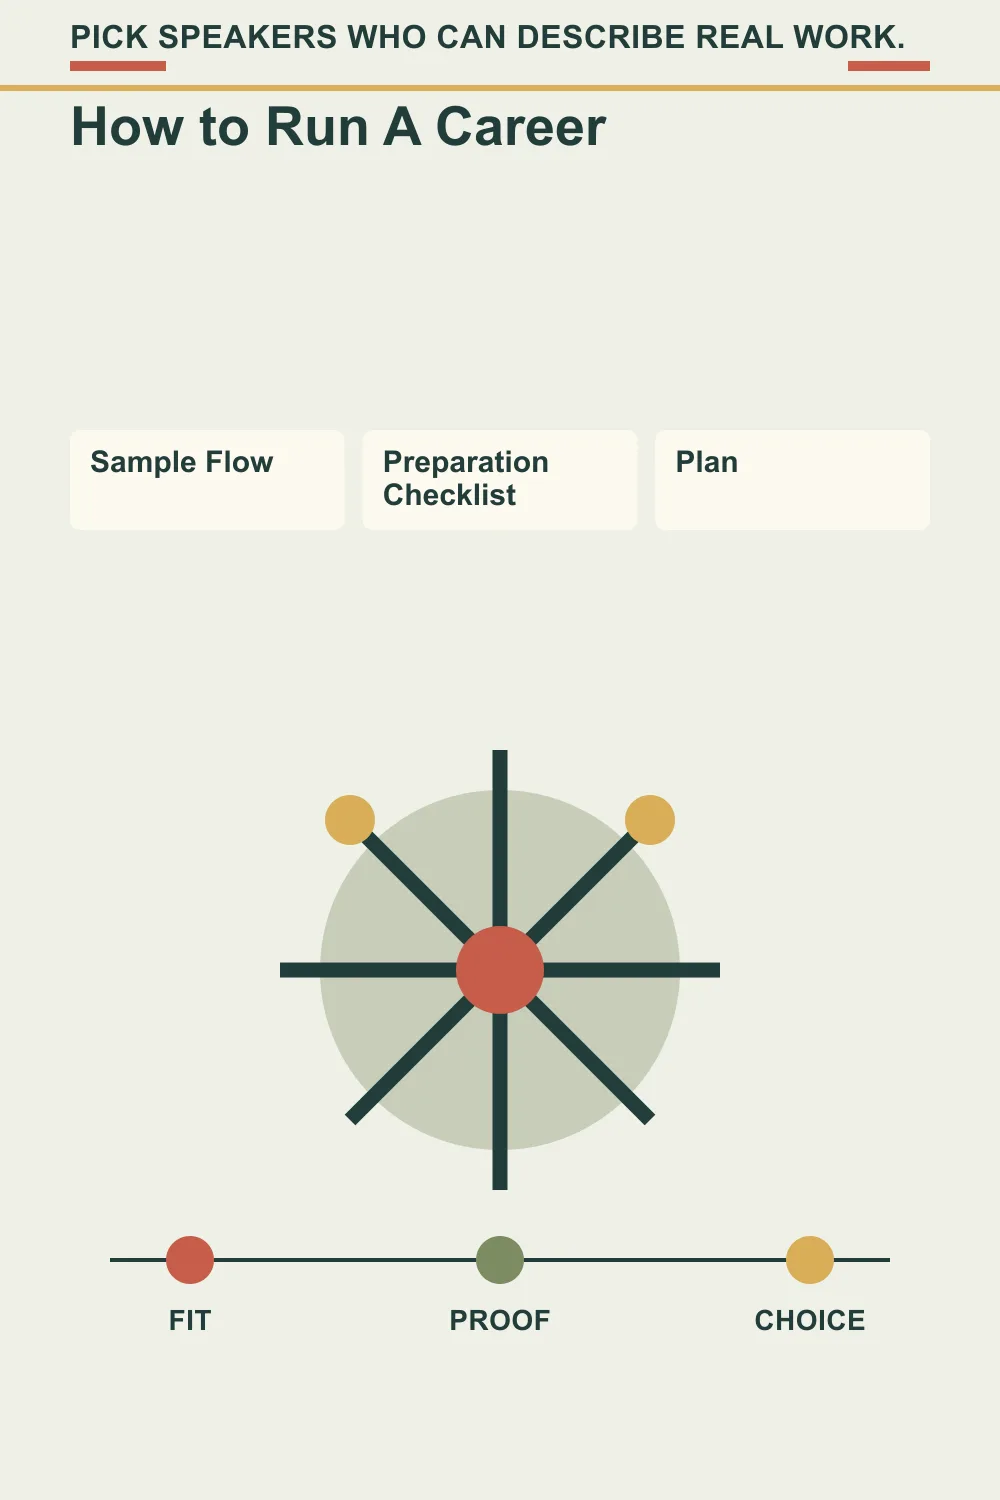 PICK SPEAKERS WHO CAN DESCRIBE REAL WORK.
How to Run A Career
Sample Flow
Preparation
Checklist
Plan
FIT
PROOF
CHOICE